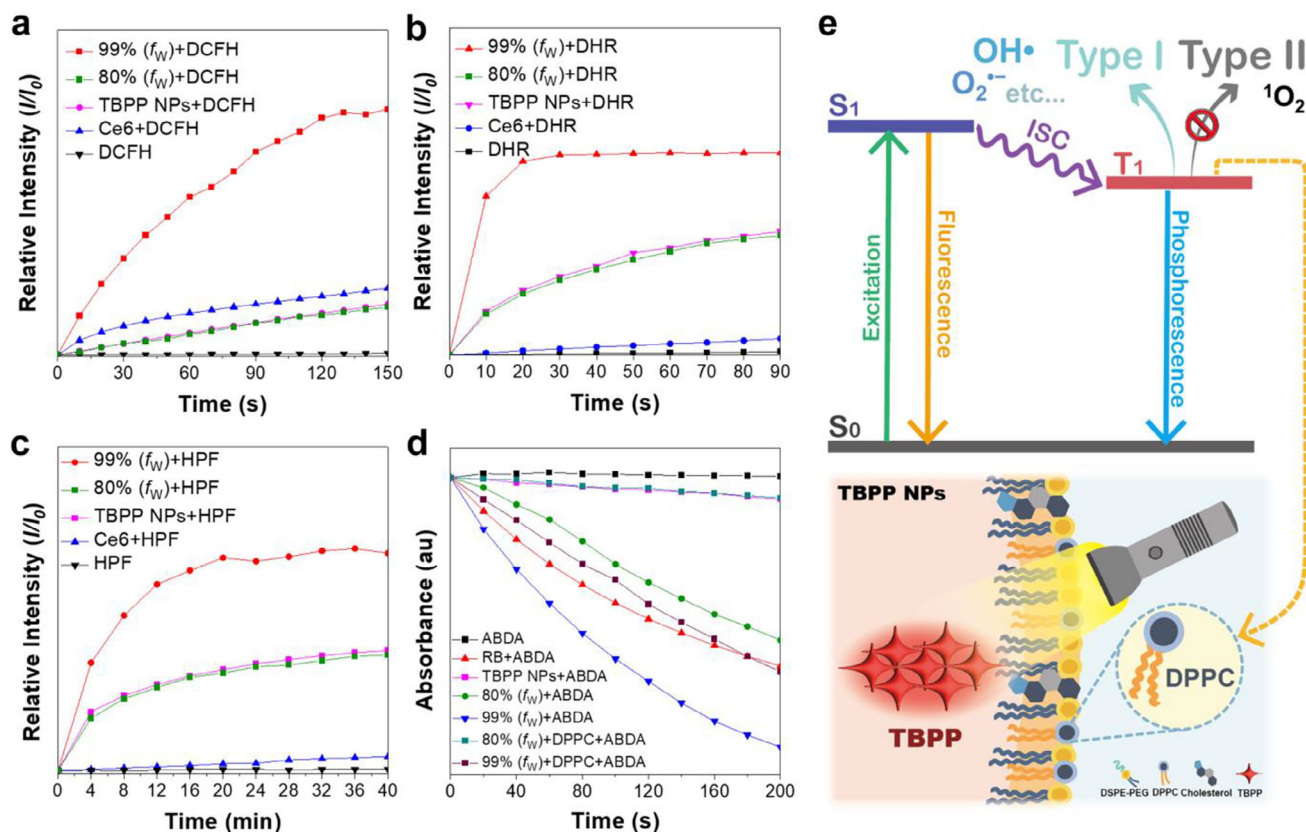 a
99% (fW)+DCFH
80% (fW)+DCFH
TBPP NPs+DCFH
Ce6+DCFH
DCFH
Relative Intensity (I/I0)
0 30 60 90 120 150
Time (s)
b
99% (fW)+DHR
80% (fW)+DHR
TBPP NPs+DHR
Ce6+DHR
DHR
Relative Intensity (I/I0)
0 10 20 30 40 50 60 70 80 90
Time (s)
c
99% (fW)+HPF
80% (fW)+HPF
TBPP NPs+HPF
Ce6+HPF
HPF
Relative Intensity (I/I0)
0 4 8 12 16 20 24 28 32 36 40
Time (min)
d
ABDA
RB+ABDA
TBPP NPs+ABDA
80% (fW)+ABDA
99% (fW)+ABDA
80% (fW)+DPPC+ABDA
99% (fW)+DPPC+ABDA
Absorbance (au)
0 40 80 120 160 200
Time (s)
e
OH•
O2•−
etc...
Type I
Type II
1O2
S1
ISC
T1
Excitation
Fluorescence
Phosphorescence
S0
TBPP NPs
TBPP
DPPC
DSPE-PEG DPPC Cholesterol TBPP